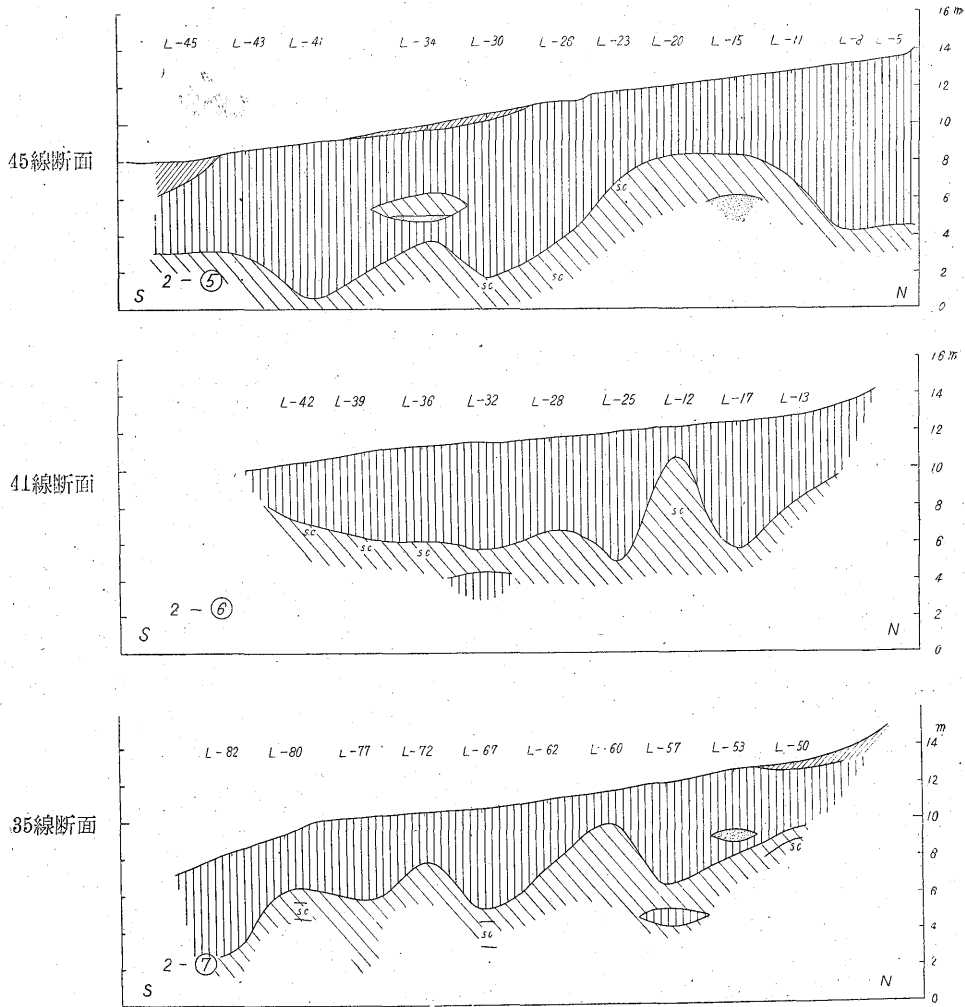 16 m
L-45 L-43 L-41 L-34 L-30 L-26 L-23 L-20 L-15 L-11 L-8 L-5
14
12
10
45線断面
8
sc
6
4
sc
sc
2 - ⑤
2
S N
0
16 m
14
L-42 L-39 L-36 L-32 L-28 L-25 L-12 L-17 L-13
12
41線断面
10
sc
8
sc sc sc
6
4
2 - ⑥
2
S N
0
m
14
L-82 L-80 L-77 L-72 L-67 L-62 L-60 L-57 L-53 L-50
12
35線断面
10
sc
8
6
sc
sc
4
2 - ⑦
2
S N
0